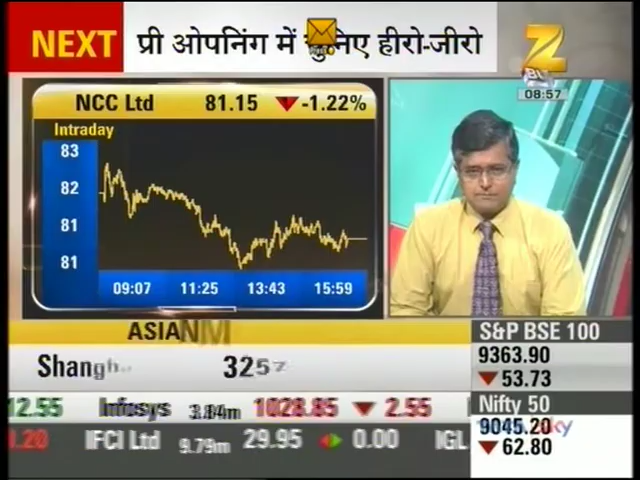 NEXT
प्री ओपनिंग में चुनिए हीरो-जीरो
Z
08:57
NCC Ltd 81.15 -1.22%
Intraday
83
82
81
81
09:07 11:25 13:43 15:59
S&P BSE 100
9363.90
53.73
Nifty 50
9045.20
62.80
12.55 Infosys 3.84m 1028.85 2.55
0.20 IFCI Ltd 9.79m 29.95 0.00 IGL